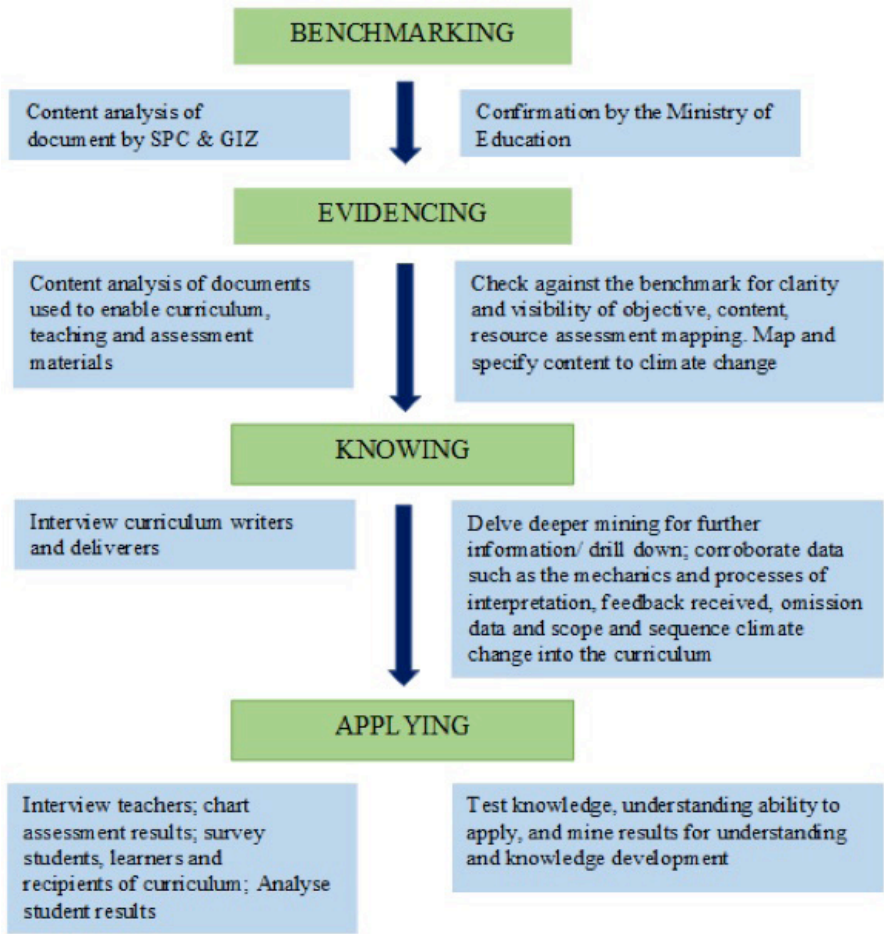 BENCHMARKING
Content analysis of
document by SPC & GIZ
Confirmation by the Ministry of
Education
EVIDENCING
Content analysis of documents
used to enable curriculum,
teaching and assessment
materials
Check against the benchmark for clarity
and visibility of objective, content,
resource assessment mapping. Map and
specify content to climate change
KNOWING
Interview curriculum writers
and deliverers
Delve deeper mining for further
information/ drill down; corroborate data
such as the mechanics and processes of
interpretation, feedback received, omission
data and scope and sequence climate
change into the curriculum
APPLYING
Interview teachers; chart
assessment results; survey
students, learners and
recipients of curriculum; Analyse
student results
Test knowledge, understanding ability to
apply, and mine results for understanding
and knowledge development